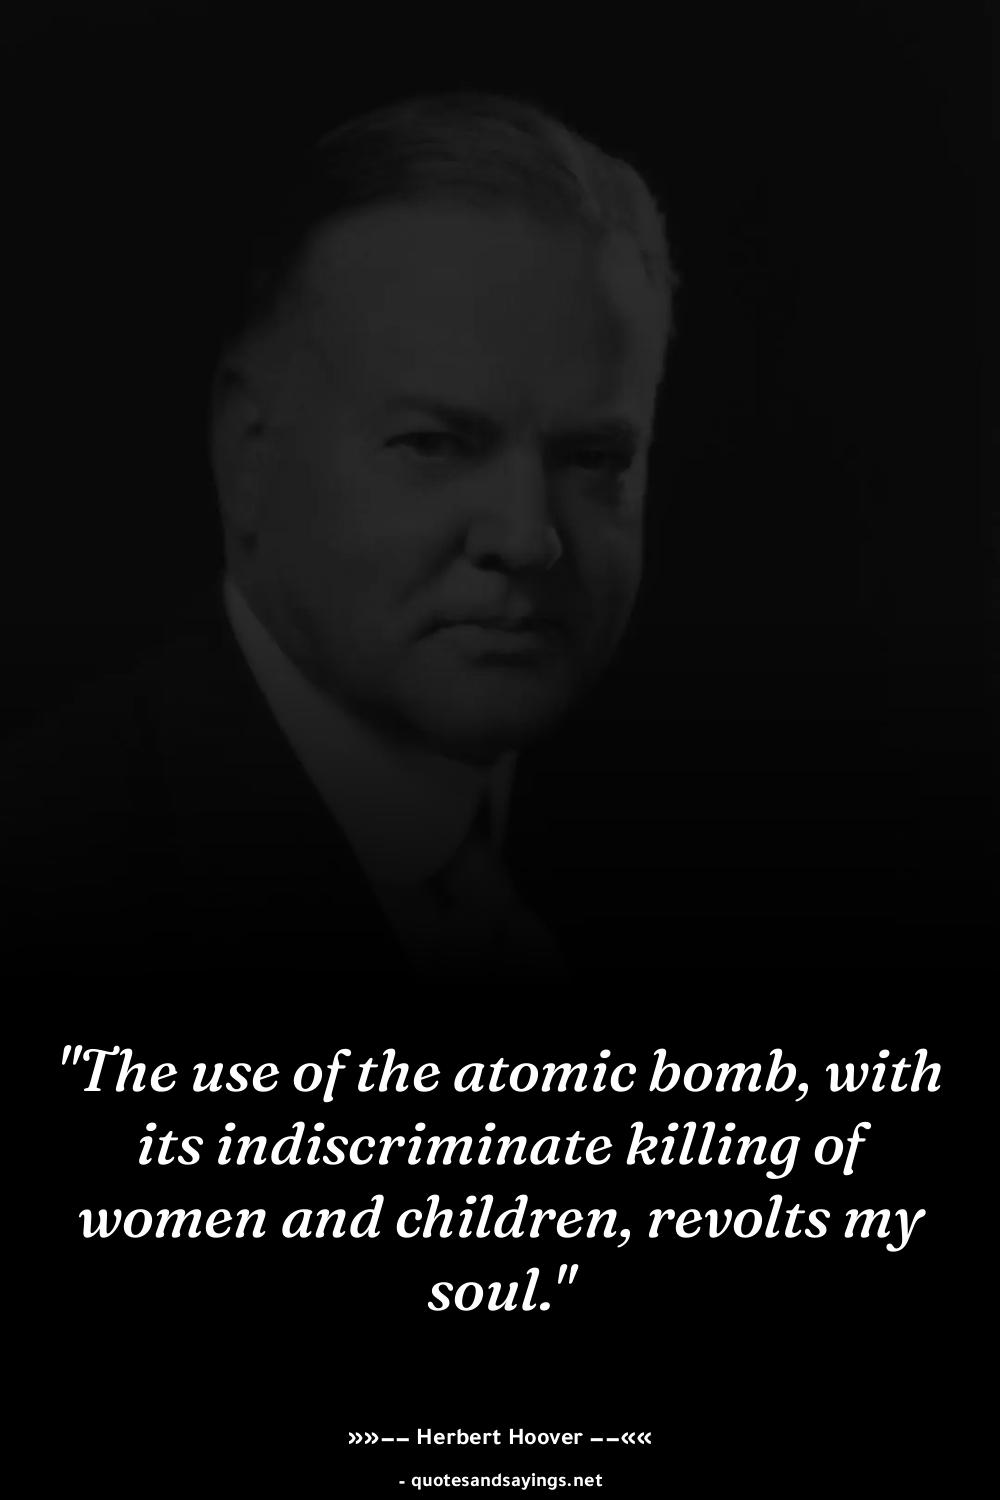 "The use of the atomic bomb, with
its indiscriminate killing of
women and children, revolts my
soul."
»»−− Herbert Hoover −−««
- quotesandsayings.net